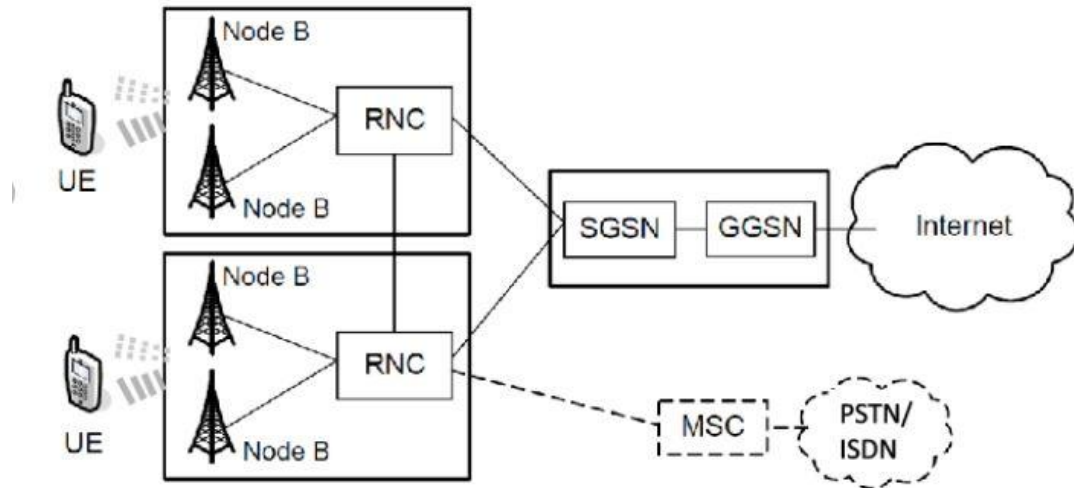 Node B
RNC
UE
Node B
SGSN
GGSN
Internet
Node B
RNC
UE
Node B
MSC
PSTN/
ISDN